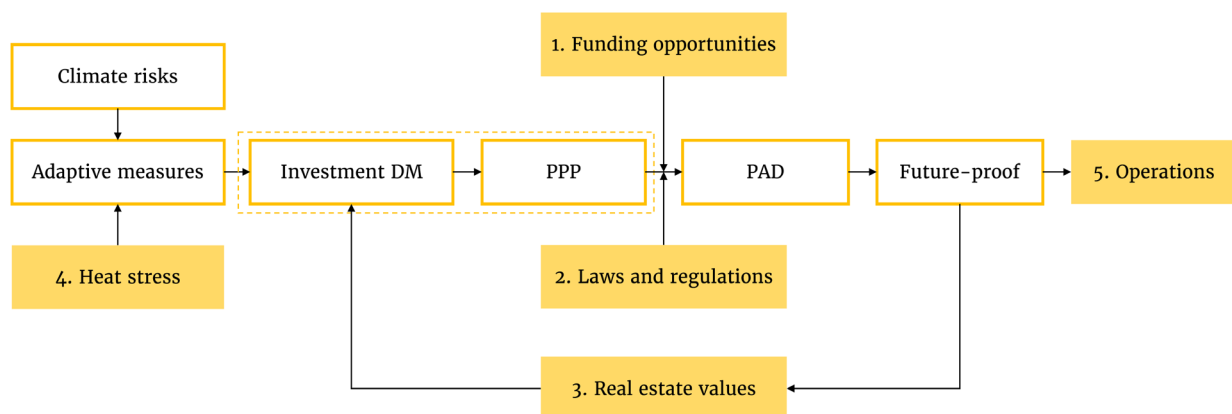 1. Funding opportunities
Climate risks
Adaptive measures
Investment DM
PPP
PAD
Future-proof
5. Operations
4. Heat stress
2. Laws and regulations
3. Real estate values